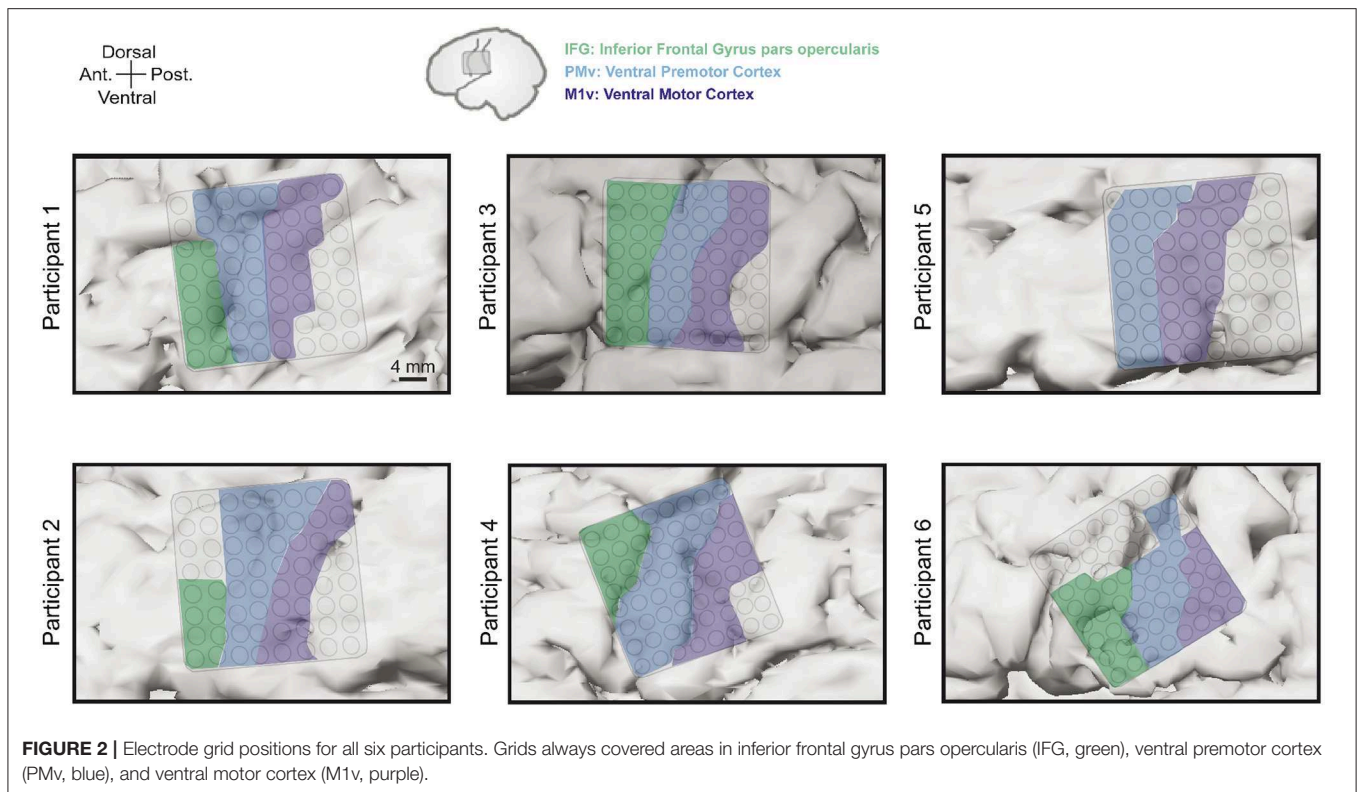 Dorsal
Ant. Post.
Ventral
IFG: Inferior Frontal Gyrus pars opercularis
PMv: Ventral Premotor Cortex
M1v: Ventral Motor Cortex
Participant 1
4 mm
Participant 3
Participant 5
Participant 2
Participant 4
Participant 6
FIGURE 2 | Electrode grid positions for all six participants. Grids always covered areas in inferior frontal gyrus pars opercularis (IFG, green), ventral premotor cortex
(PMv, blue), and ventral motor cortex (M1v, purple).